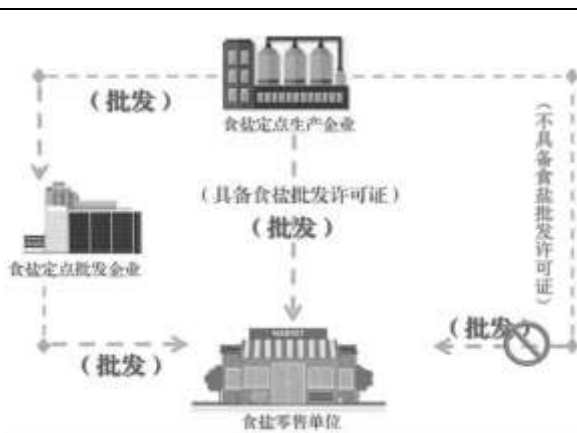 （批发）
食盐定点生产企业
（具备食盐批发许可证）
（批发）
（不具备食盐批发许可证）
食盐定点批发企业
（批发）
（批发）
MARKET
食盐零售单位